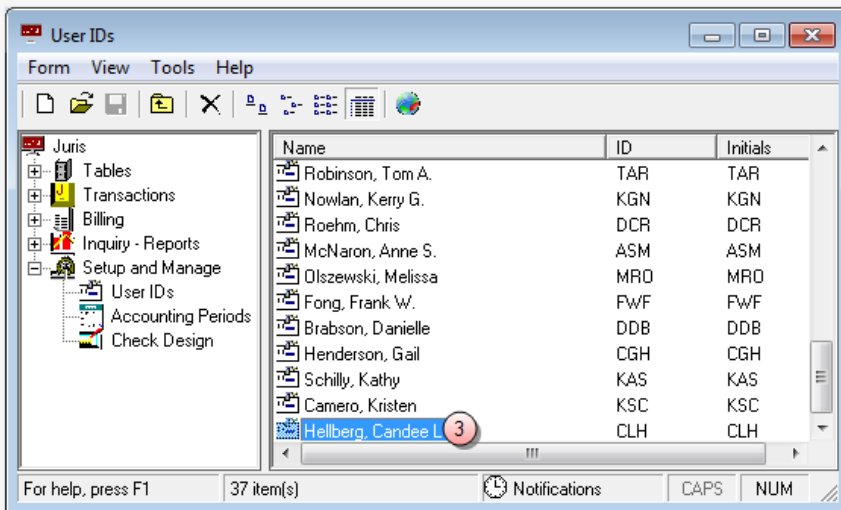 User IDs
Form View Tools Help
Juris
Tables
Transactions
Billing
Inquiry - Reports
Setup and Manage
User IDs
Accounting Periods
Check Design
Name ID Initials
Robinson, Tom A. TAR TAR
Nowlan, Kerry G. KGN KGN
Roehm, Chris DCR DCR
McNaron, Anne S. ASM ASM
Olszewski, Melissa MRO MRO
Fong, Frank W. FWF FWF
Brabson, Danielle DDB DDB
Henderson, Gail CGH CGH
Schilly, Kathy KAS KAS
Camero, Kristen KSC KSC
Hellberg, Candee L 3 CLH CLH
For help, press F1 37 item(s) Notifications CAPS NUM